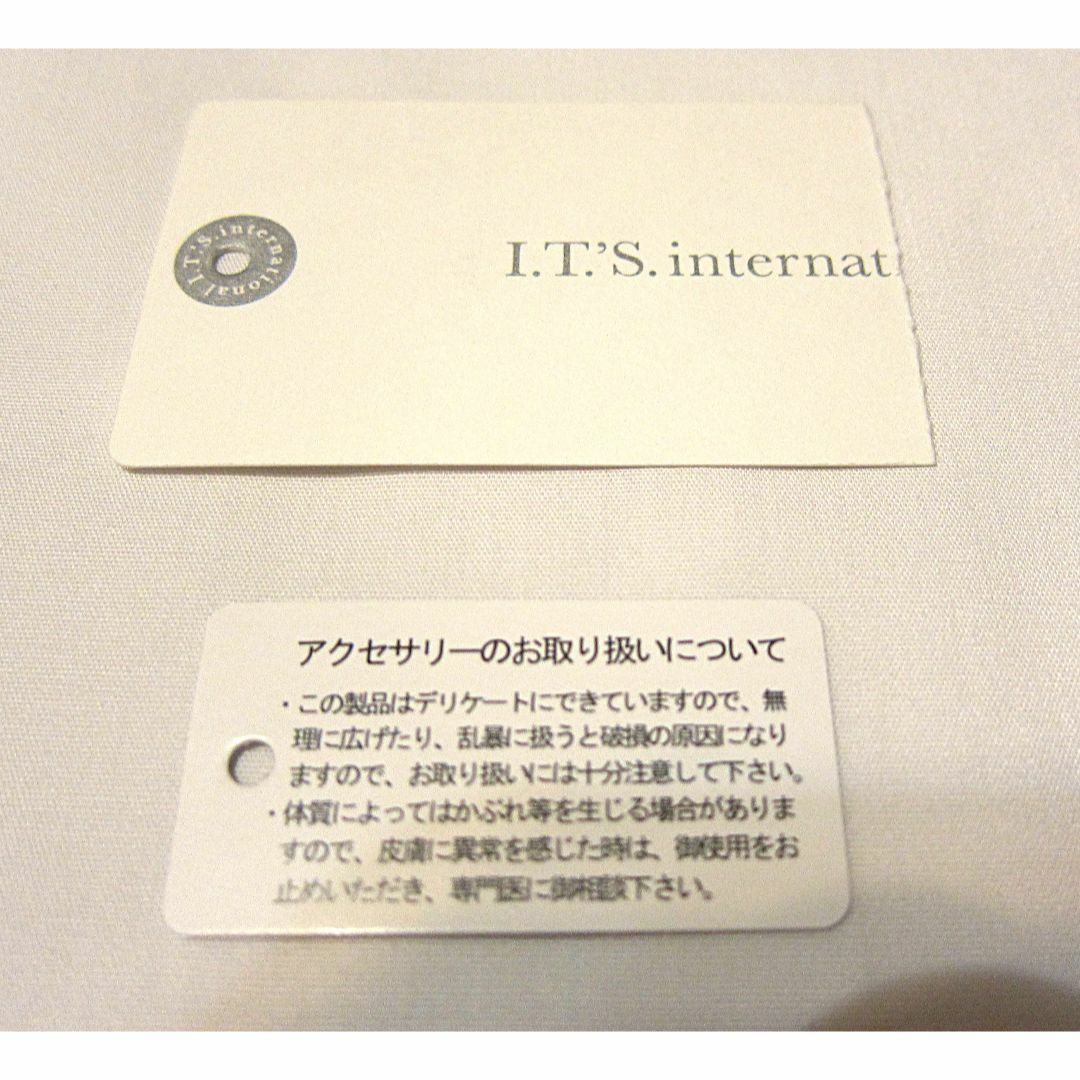 I.T.'S. international
I.T.'S. internat
アクセサリーのお取り扱いについて
・この製品はデリケートにできていますので、無
理に広げたり、乱暴に扱うと破損の原因になり
ますので、お取り扱いには十分注意して下さい。
・体質によってはかぶれ等を生じる場合がありま
すので、皮膚に異常を感じた時は、御使用をお
止めいただき、専門医に御相談下さい。